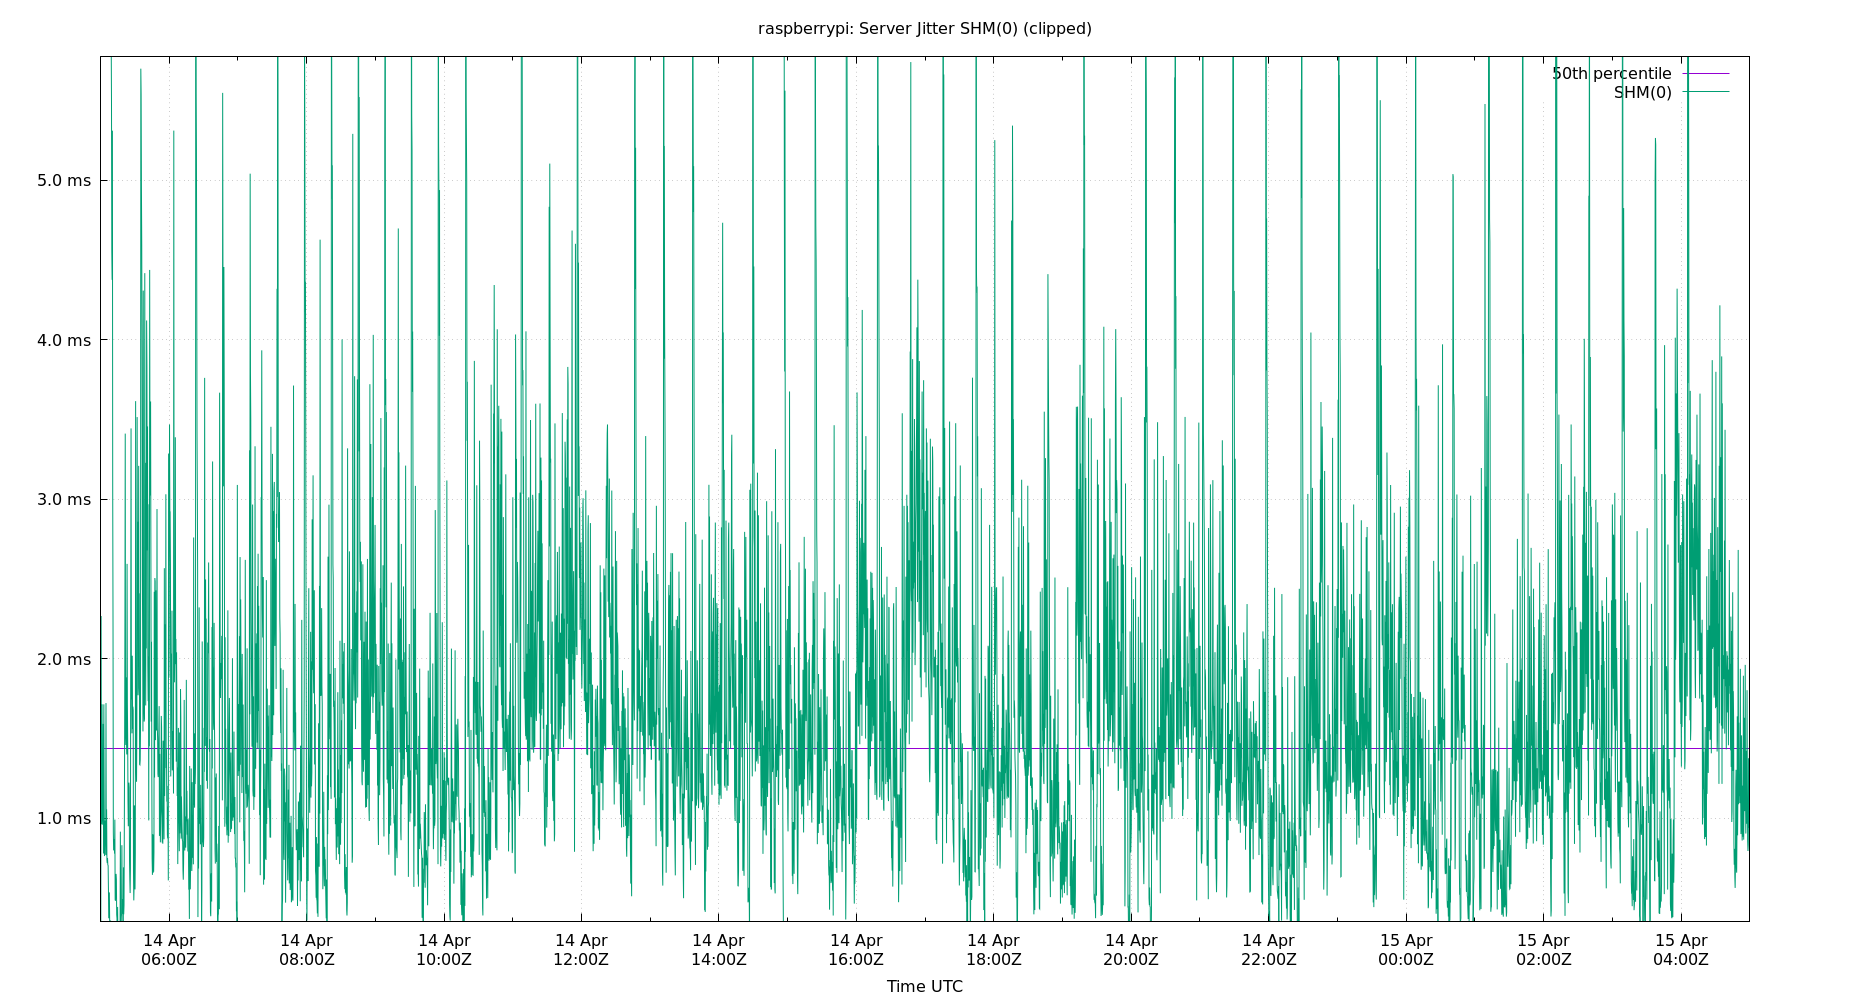 raspberrypi: Server Jitter SHM(0) (clipped)
50th percentile
SHM(0)
5.0 ms
4.0 ms
3.0 ms
2.0 ms
1.0 ms
14 Apr 14 Apr 14 Apr 14 Apr 14 Apr 14 Apr 14 Apr 14 Apr 14 Apr 15 Apr 15 Apr 15 Apr
06:00Z 08:00Z 10:00Z 12:00Z 14:00Z 16:00Z 18:00Z 20:00Z 22:00Z 00:00Z 02:00Z 04:00Z
Time UTC